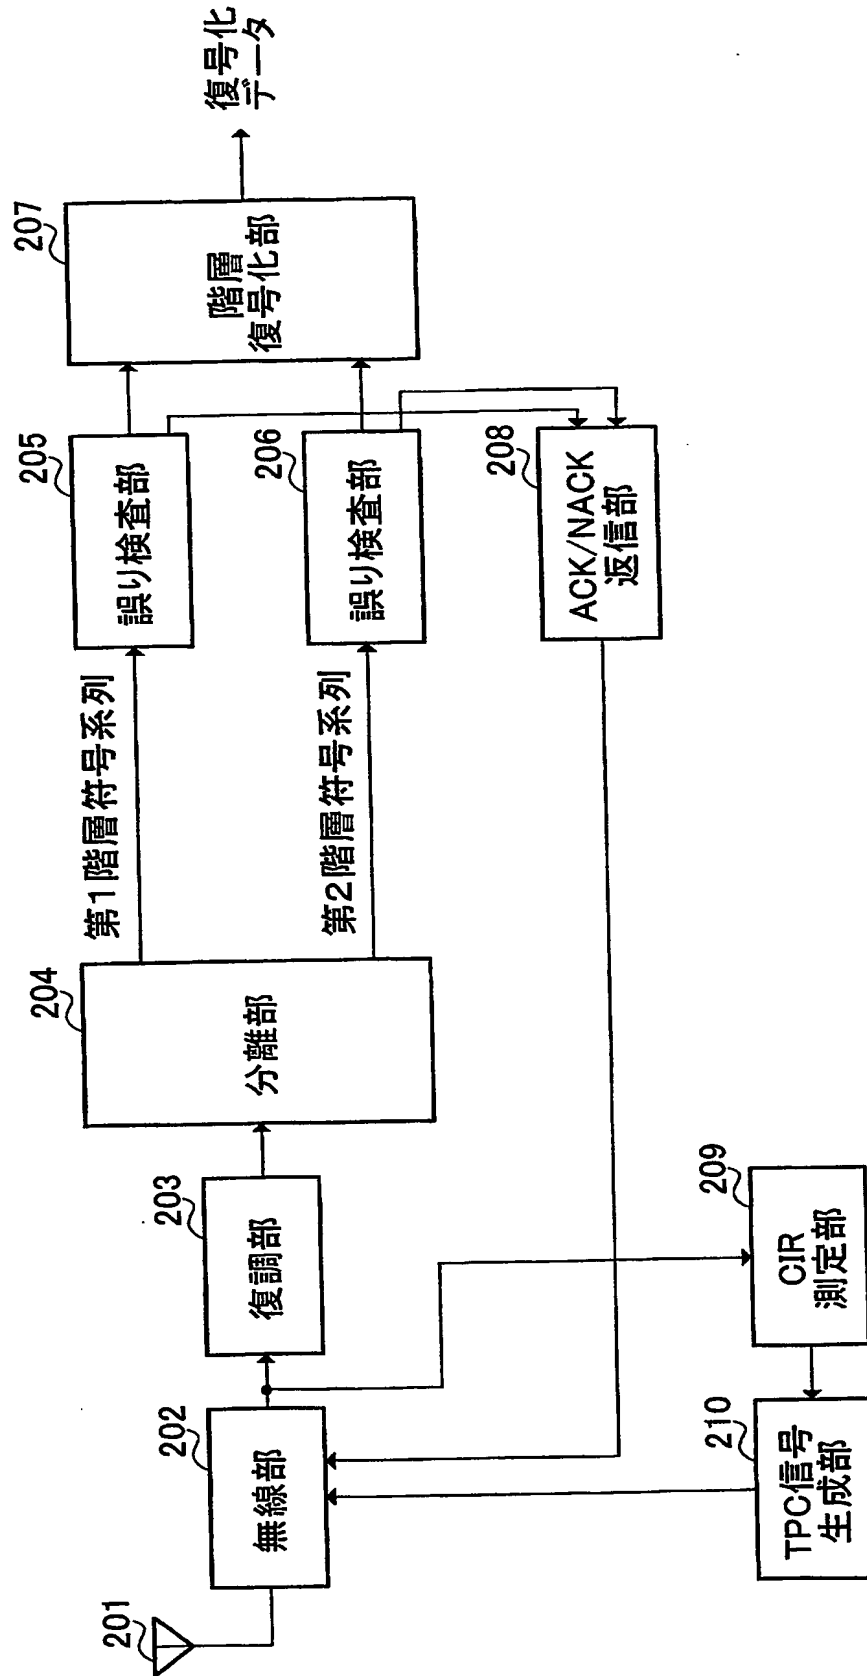 201
202
無線部
203
復調部
204
分離部
第1階層符号系列
第2階層符号系列
205
誤り検査部
206
誤り検査部
207
階層
復号化部
復号化
データ
208
ACK/NACK
返信部
209
CIR
測定部
210
TPC信号
生成部